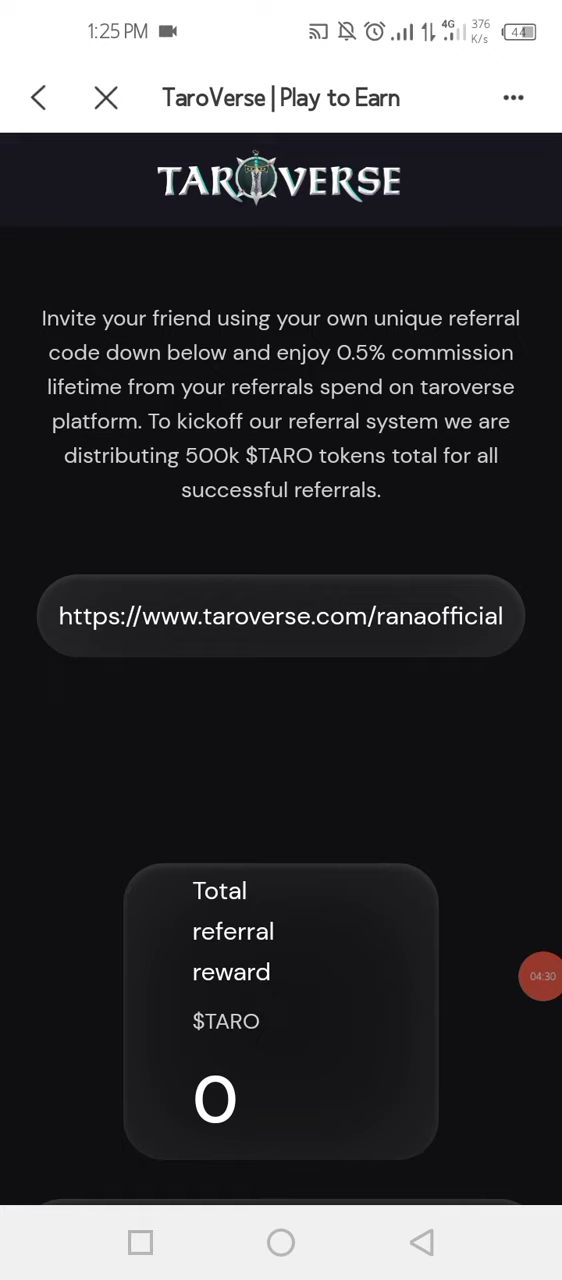 1:25 PM 4G 376 K/s 44
TaroVerse | Play to Earn
TAROVERSE
Invite your friend using your own unique referral
code down below and enjoy 0.5% commission
lifetime from your referrals spend on taroverse
platform. To kickoff our referral system we are
distributing 500k $TARO tokens total for all
successful referrals.
https://www.taroverse.com/ranaofficial
Total
referral
reward
$TARO
0
04:30